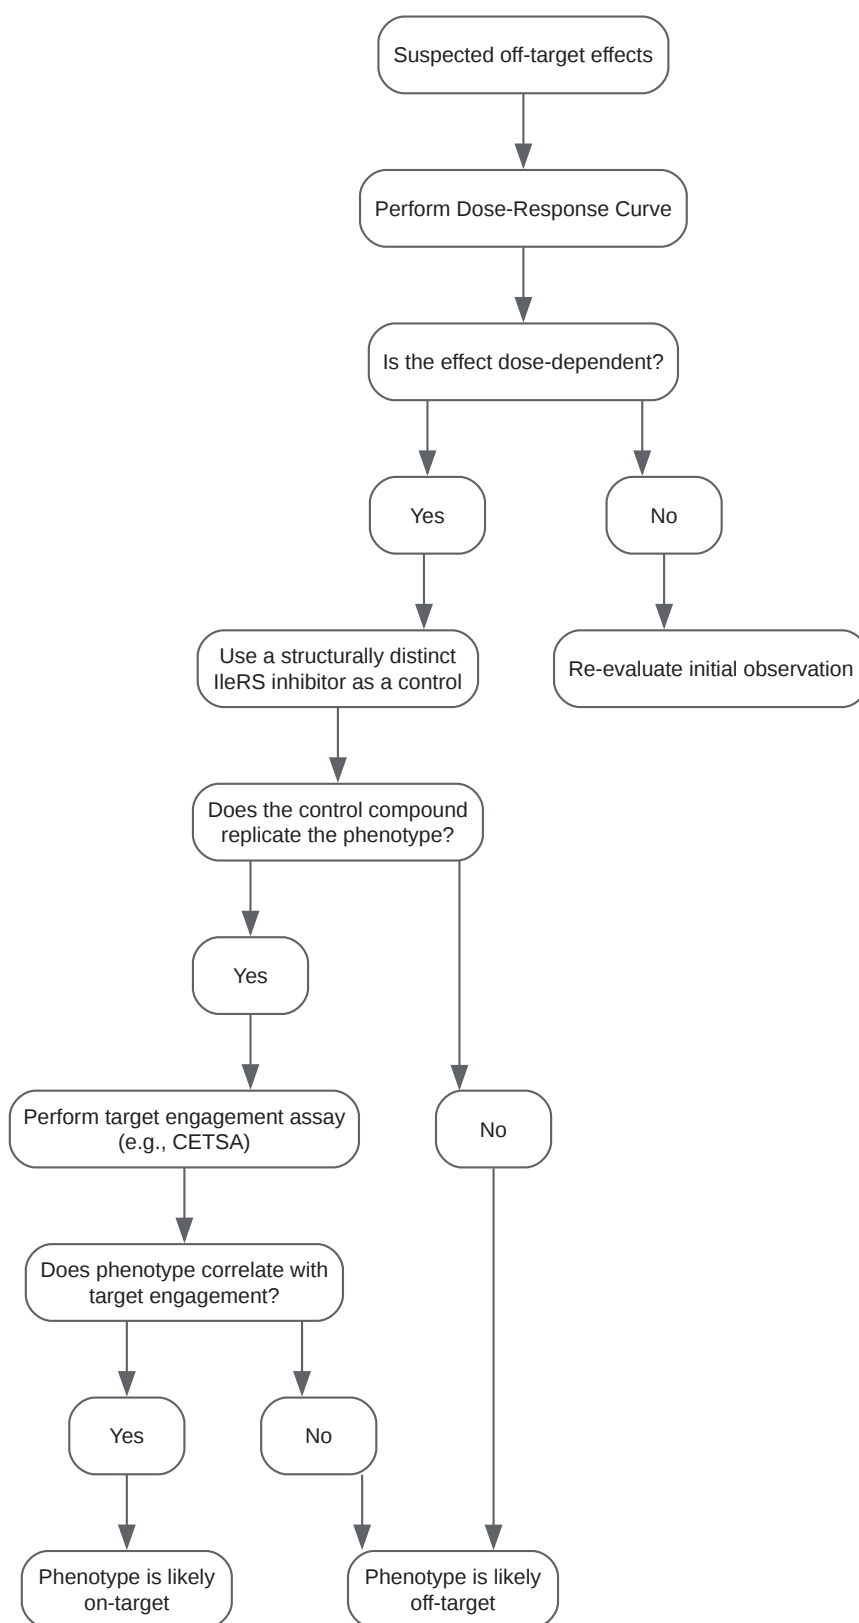 Suspected off-target effects
Perform Dose-Response Curve
Is the effect dose-dependent?
Yes
No
Use a structurally distinct
IleRS inhibitor as a control
Re-evaluate initial observation
Does the control compound
replicate the phenotype?
Yes
Perform target engagement assay
(e.g., CETSA)
No
Does phenotype correlate with
target engagement?
Yes
No
Phenotype is likely
on-target
Phenotype is likely
off-target